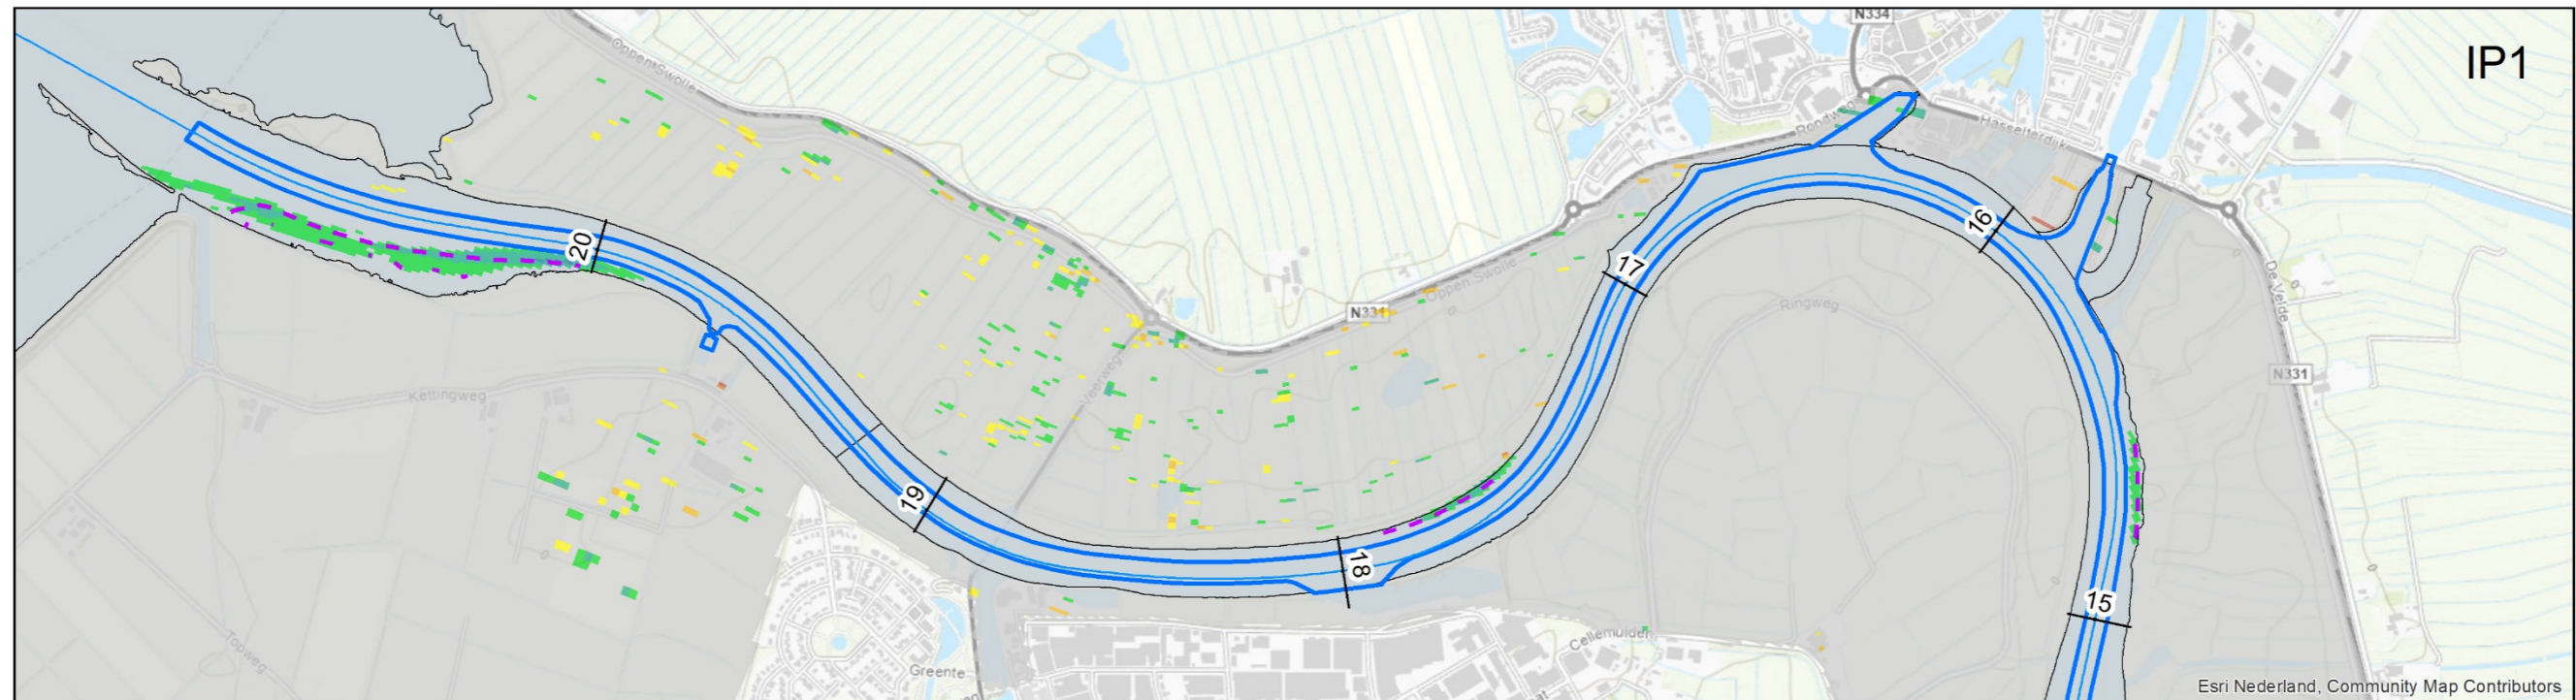 N334
IP1
Oppen Swolle
Rondweg
Hasselterdijk
20
17
16
N331
Oppen Swolle
Ringweg
De Velde
Veerweg
Kettingweg
N331
19
18
15
Topweg
Greente
Cellemuiden
Esri Nederland, Community Map Contributors